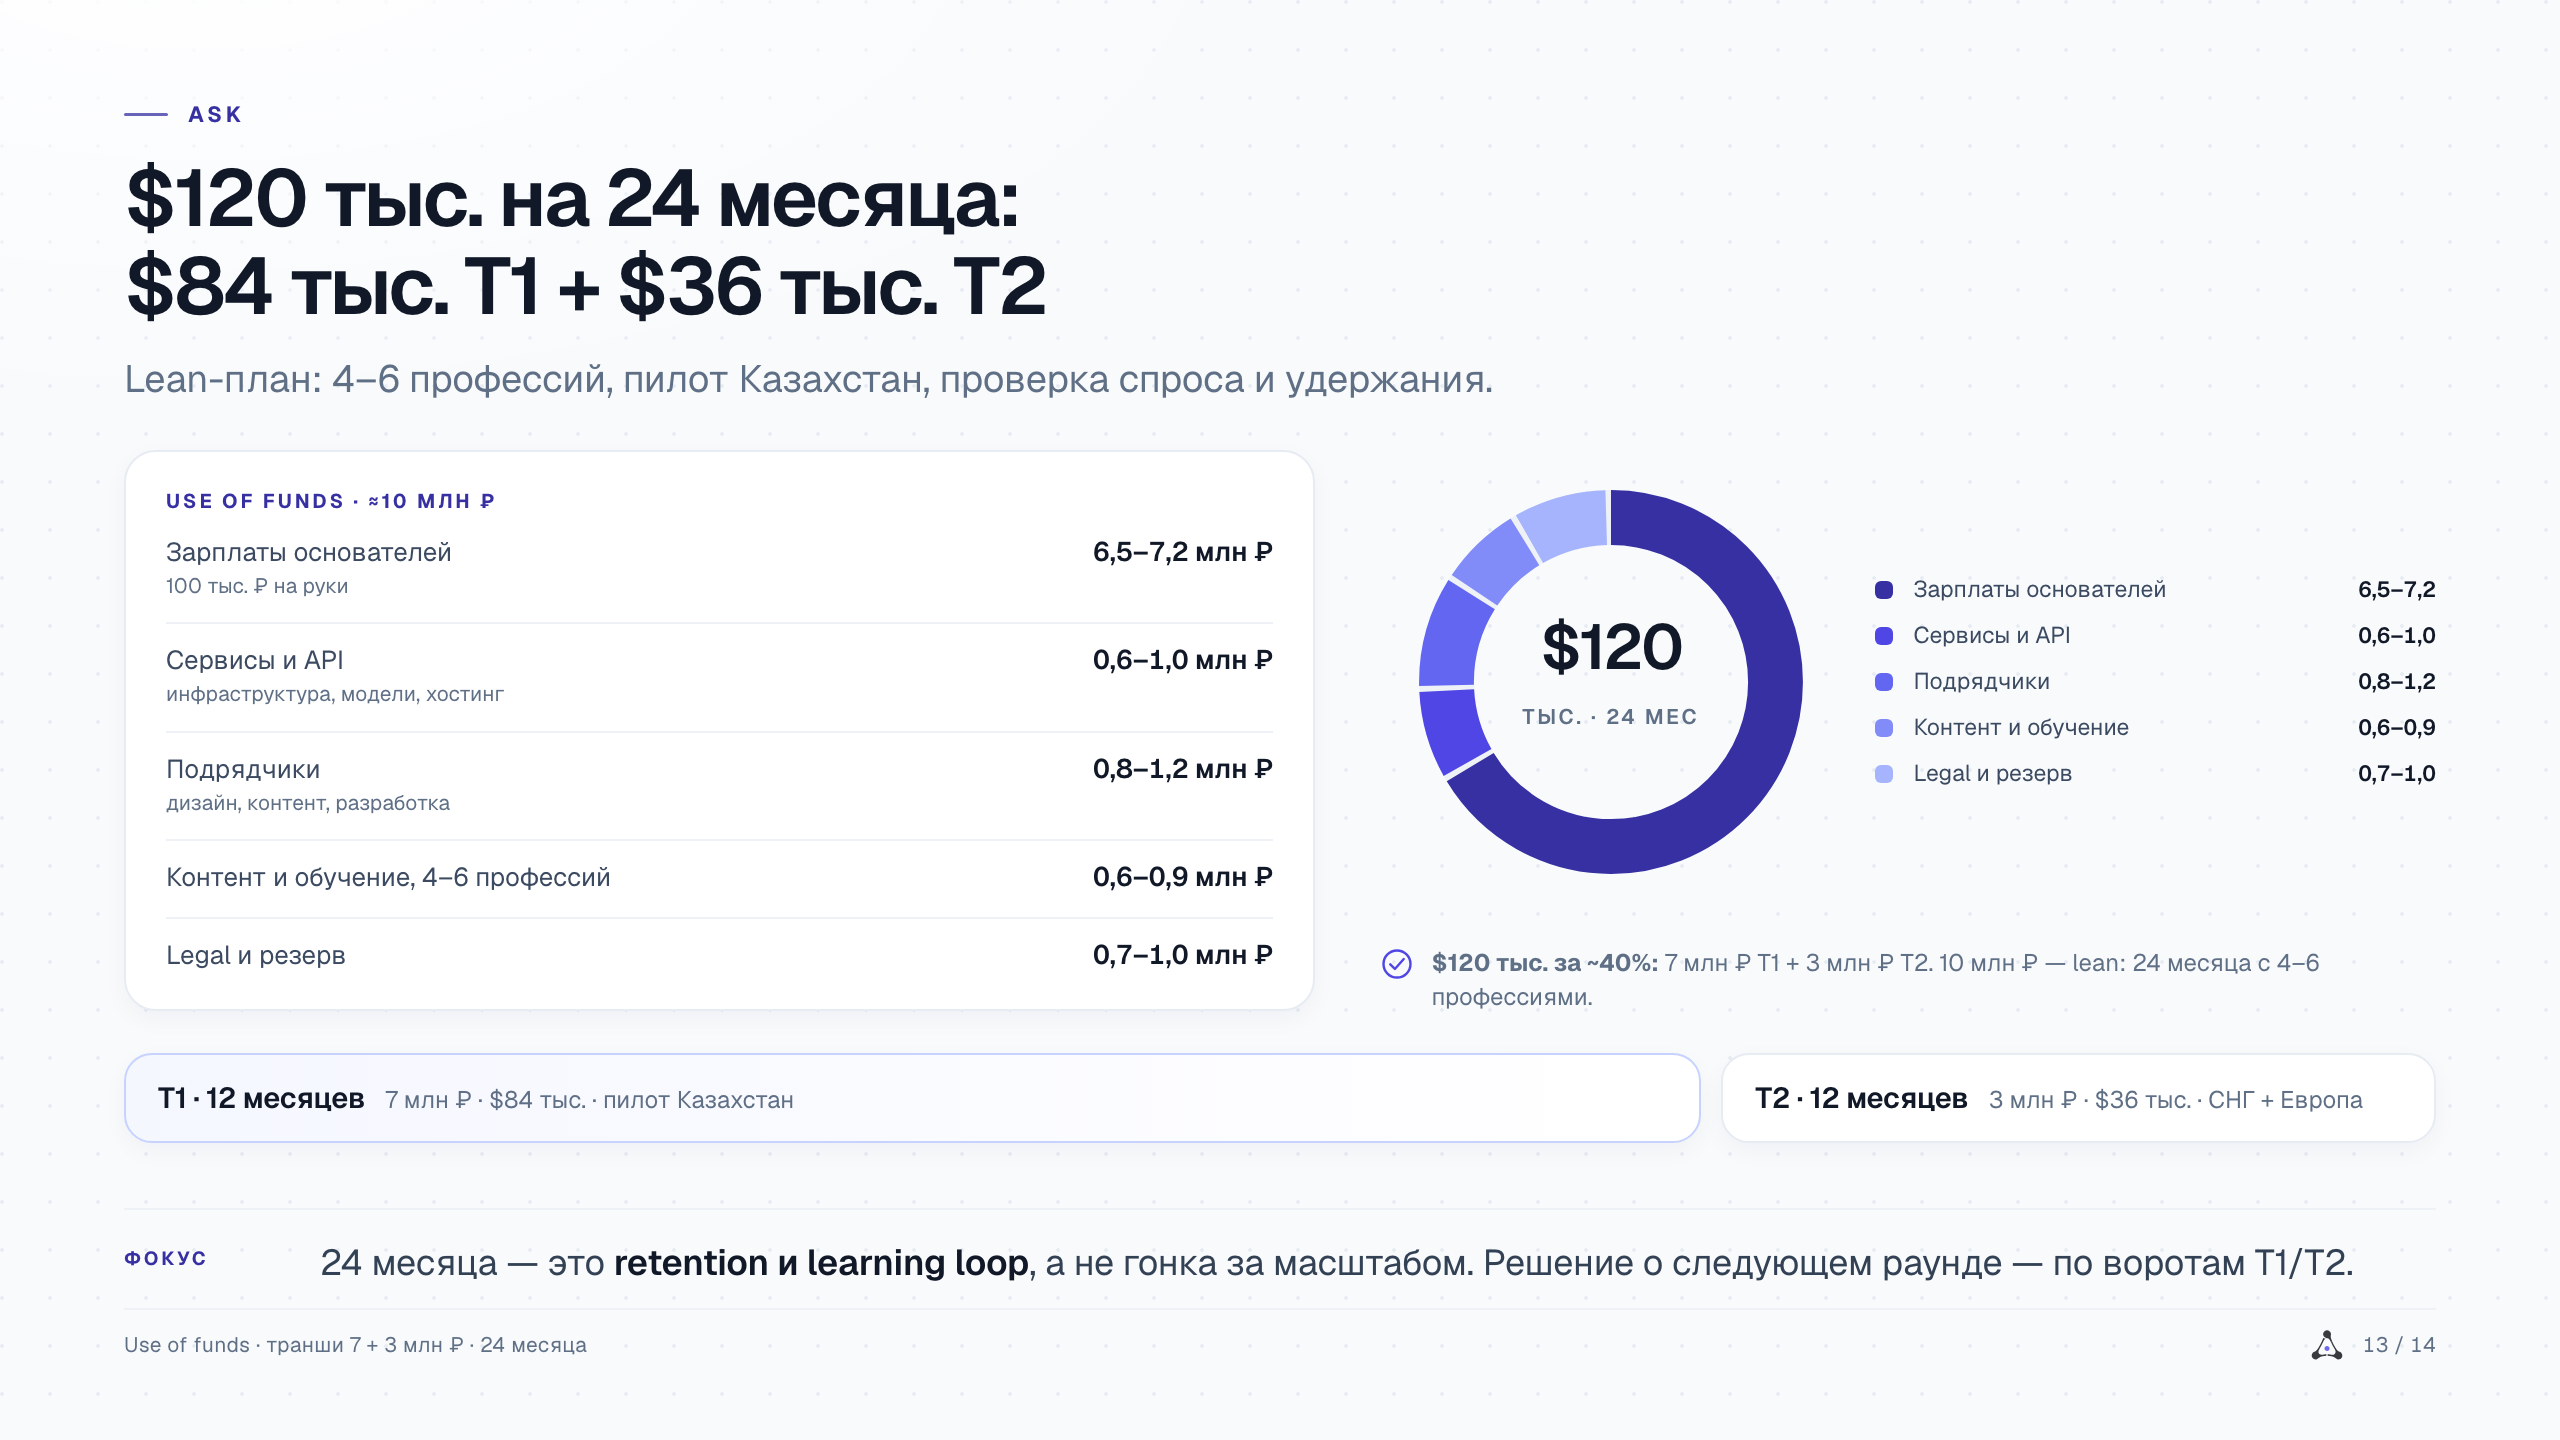 ASK
$120 тыс. на 24 месяца:
$84 тыс. T1 + $36 тыс. T2
Lean-план: 4–6 профессий, пилот Казахстан, проверка спроса и удержания.
USE OF FUNDS · ≈10 МЛН ₽
Зарплаты основателей 6,5–7,2 млн ₽
100 тыс. ₽ на руки
Сервисы и API 0,6–1,0 млн ₽
инфраструктура, модели, хостинг
Подрядчики 0,8–1,2 млн ₽
дизайн, контент, разработка
Контент и обучение, 4–6 профессий 0,6–0,9 млн ₽
Legal и резерв 0,7–1,0 млн ₽
$120
ТЫС. · 24 МЕС
Зарплаты основателей 6,5–7,2
Сервисы и API 0,6–1,0
Подрядчики 0,8–1,2
Контент и обучение 0,6–0,9
Legal и резерв 0,7–1,0
$120 тыс. за ~40%: 7 млн ₽ T1 + 3 млн ₽ T2. 10 млн ₽ — lean: 24 месяца с 4–6
профессиями.
T1 · 12 месяцев 7 млн ₽ · $84 тыс. · пилот Казахстан
T2 · 12 месяцев 3 млн ₽ · $36 тыс. · СНГ + Европа
ФОКУС
24 месяца — это retention и learning loop, а не гонка за масштабом. Решение о следующем раунде — по воротам T1/T2.
Use of funds · транши 7 + 3 млн ₽ · 24 месяца
13 / 14